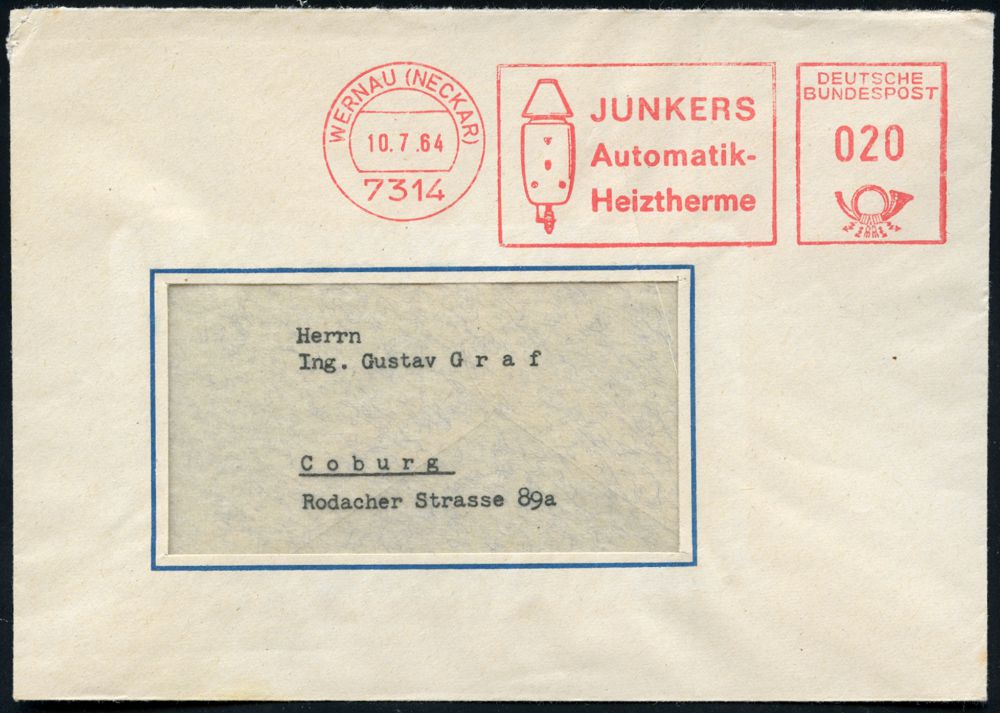 WERNAU (NECKAR)
10.7.64
7314
JUNKERS
Automatik-
Heiztherme
DEUTSCHE
BUNDESPOST
020
Herrn
Ing. Gustav G r a f
C o b u r g
Rodacher Strasse 89a